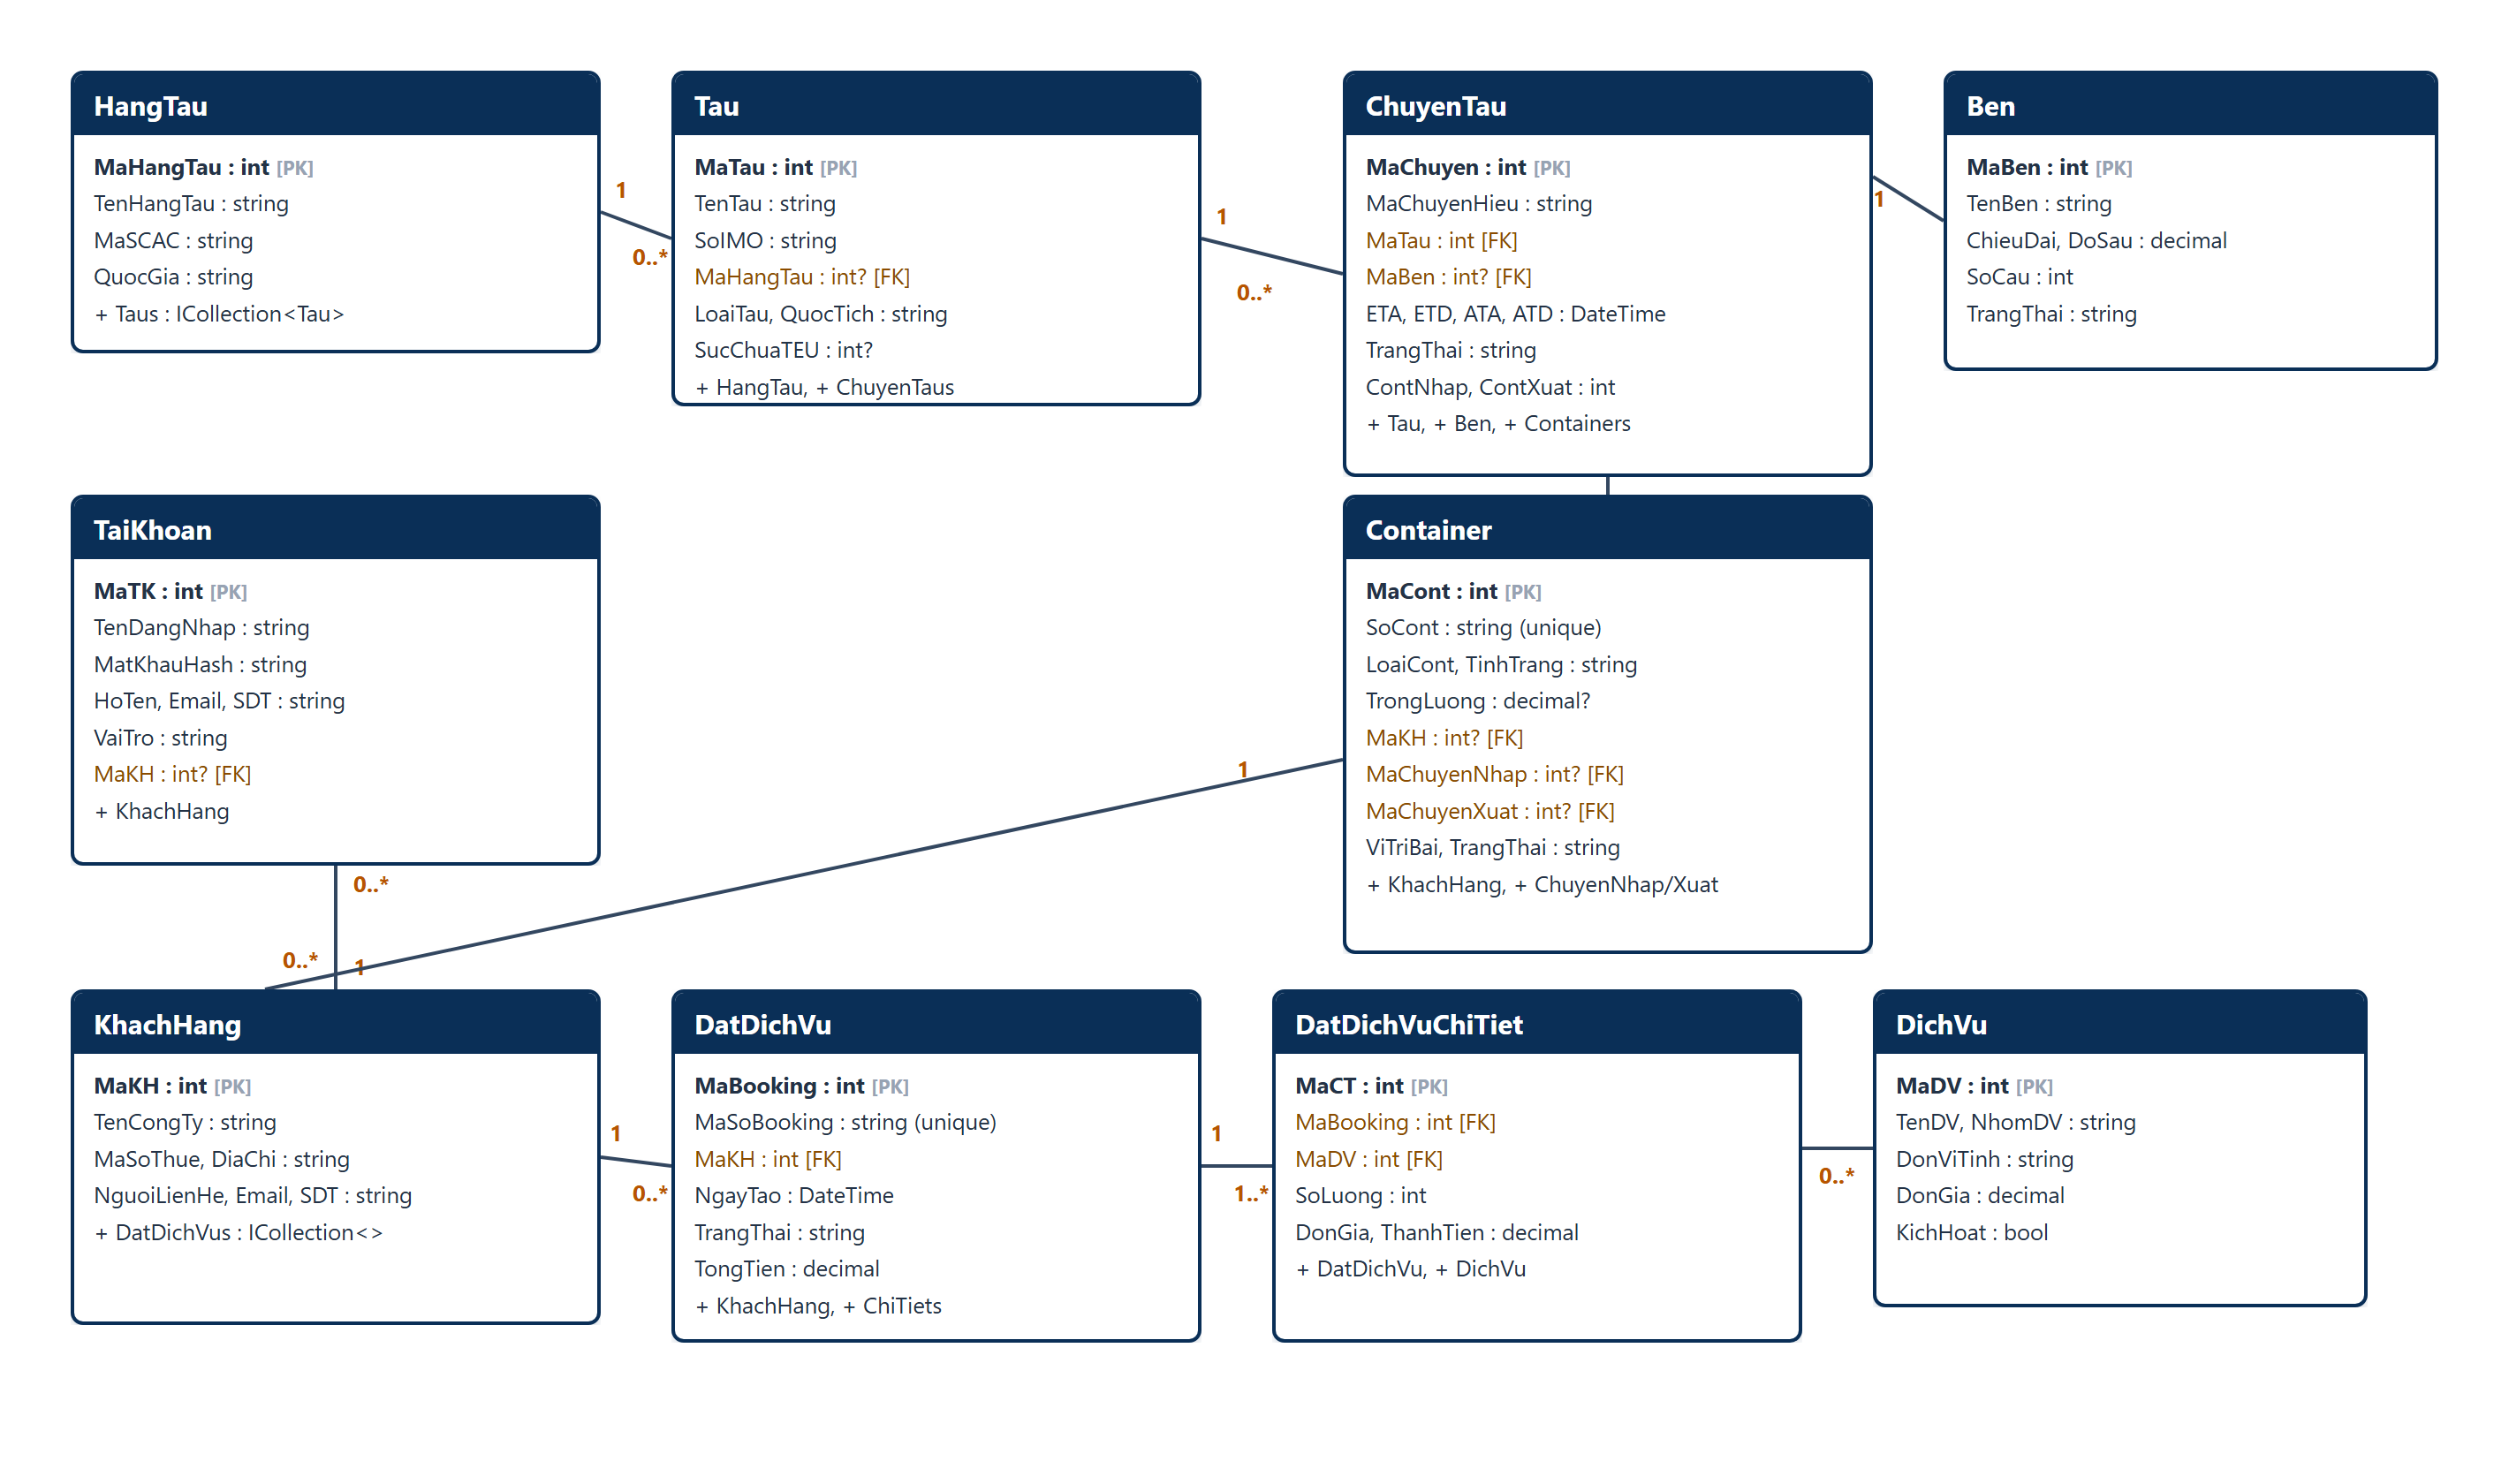 HangTau
MaHangTau : int [PK]
TenHangTau : string
MaSCAC : string
QuocGia : string
+ Taus : ICollection<Tau>
1
0..*
Tau
MaTau : int [PK]
TenTau : string
SoIMO : string
MaHangTau : int? [FK]
LoaiTau, QuocTich : string
SucChuaTEU : int?
+ HangTau, + ChuyenTaus
1
0..*
ChuyenTau
MaChuyen : int [PK]
MaChuyenHieu : string
MaTau : int [FK]
MaBen : int? [FK]
ETA, ETD, ATA, ATD : DateTime
TrangThai : string
ContNhap, ContXuat : int
+ Tau, + Ben, + Containers
1
Ben
MaBen : int [PK]
TenBen : string
ChieuDai, DoSau : decimal
SoCau : int
TrangThai : string
TaiKhoan
MaTK : int [PK]
TenDangNhap : string
MatKhauHash : string
HoTen, Email, SDT : string
VaiTro : string
MaKH : int? [FK]
+ KhachHang
0..*
0..*
1
1
Container
MaCont : int [PK]
SoCont : string (unique)
LoaiCont, TinhTrang : string
TrongLuong : decimal?
MaKH : int? [FK]
MaChuyenNhap : int? [FK]
MaChuyenXuat : int? [FK]
ViTriBai, TrangThai : string
+ KhachHang, + ChuyenNhap/Xuat
KhachHang
MaKH : int [PK]
TenCongTy : string
MaSoThue, DiaChi : string
NguoiLienHe, Email, SDT : string
+ DatDichVus : ICollection<>
1
0..*
DatDichVu
MaBooking : int [PK]
MaSoBooking : string (unique)
MaKH : int [FK]
NgayTao : DateTime
TrangThai : string
TongTien : decimal
+ KhachHang, + ChiTiets
1
1..*
DatDichVuChiTiet
MaCT : int [PK]
MaBooking : int [FK]
MaDV : int [FK]
SoLuong : int
DonGia, ThanhTien : decimal
+ DatDichVu, + DichVu
0..*
DichVu
MaDV : int [PK]
TenDV, NhomDV : string
DonViTinh : string
DonGia : decimal
KichHoat : bool